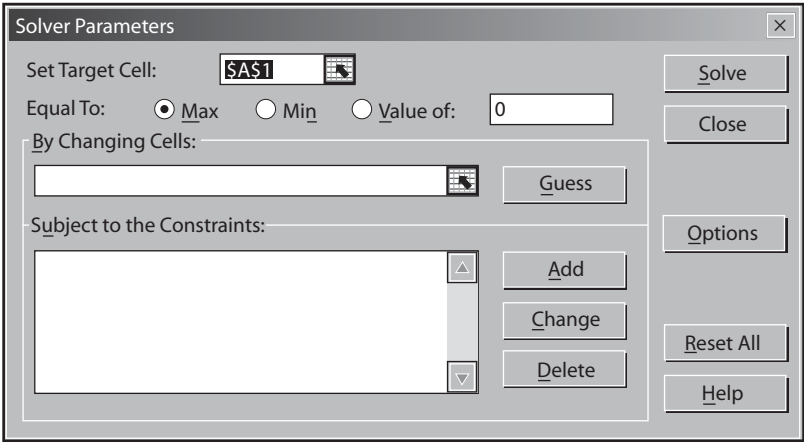 Solver Parameters
Set Target Cell: $A$1 Solve
Equal To: Max Min Value of: 0
Close
By Changing Cells:
Guess
Subject to the Constraints:
Options
Add
Change
Reset All
Delete
Help